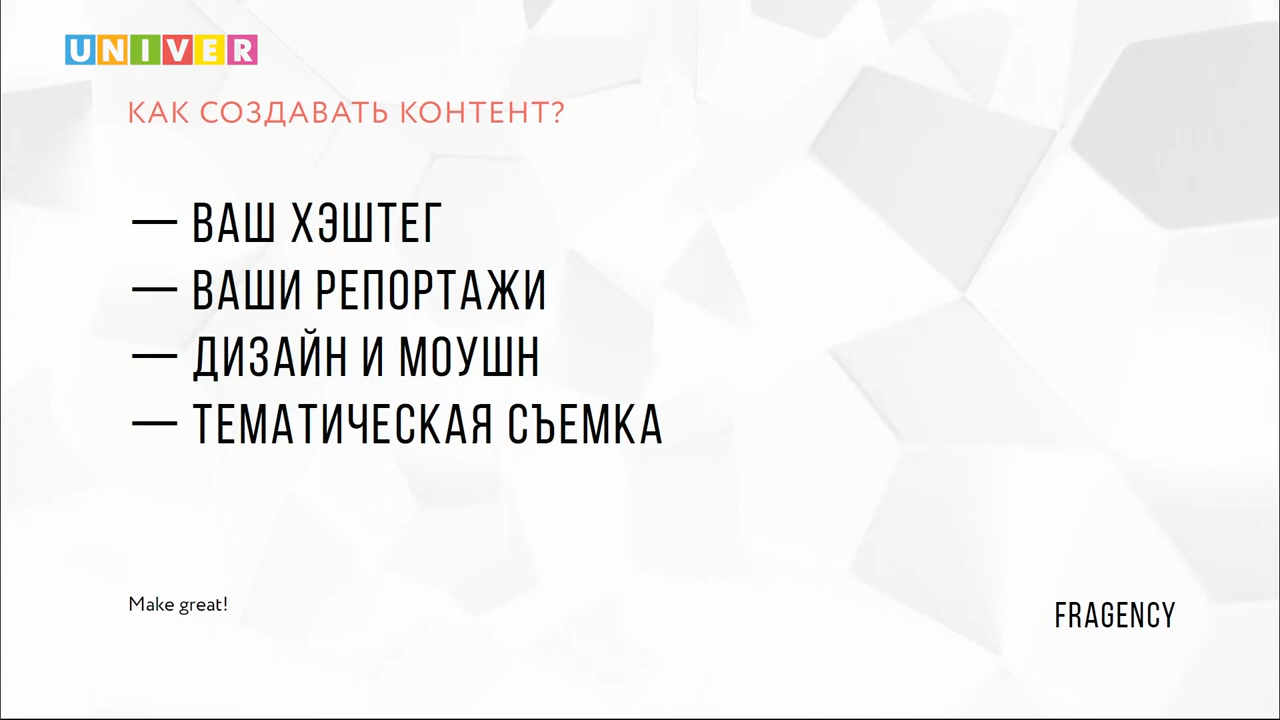 UNIVER
КАК СОЗДАВАТЬ КОНТЕНТ?
— ВАШ ХЭШТЕГ
— ВАШИ РЕПОРТАЖИ
— ДИЗАЙН И МОУШН
— ТЕМАТИЧЕСКАЯ СЪЕМКА
Make great!
FRAGENCY